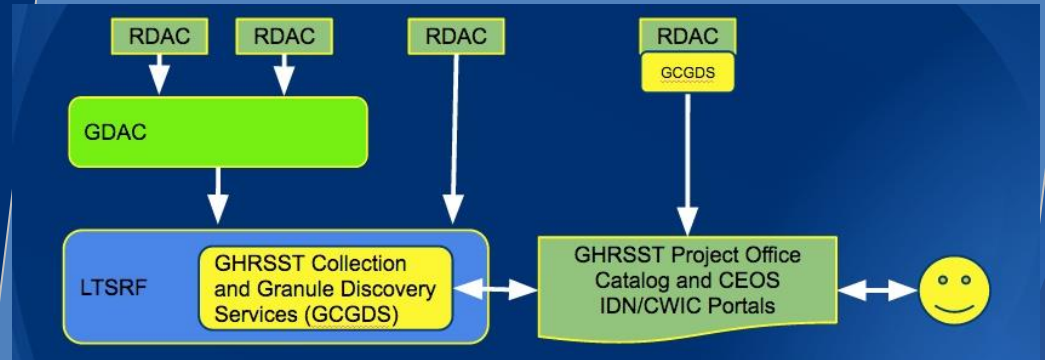 RDAC
RDAC
RDAC
RDAC
GCGDS
GDAC
LTSRF
GHRSST Collection
and Granule Discovery
Services (GCGDS)
GHRSST Project Office
Catalog and CEOS
IDN/CWIC Portals